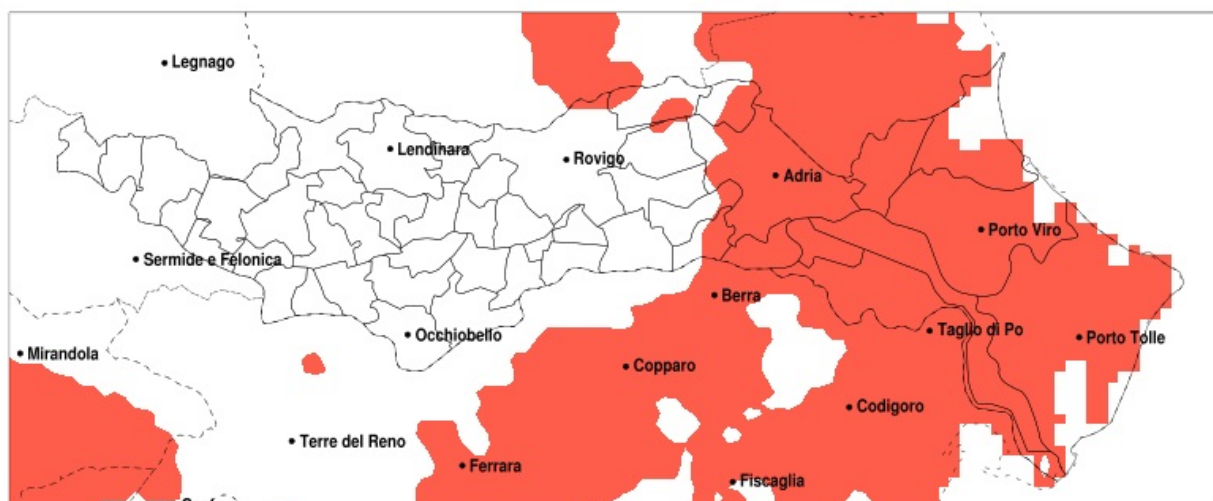 Legnago
Lendinara
Rovigo
Adria
Porto Viro
Sermide e Felonica
Berra
Occhiobello
Taglio di Po
Porto Tolle
Mirandola
Copparo
Codigoro
Terre del Reno
Ferrara
Fiscaglia